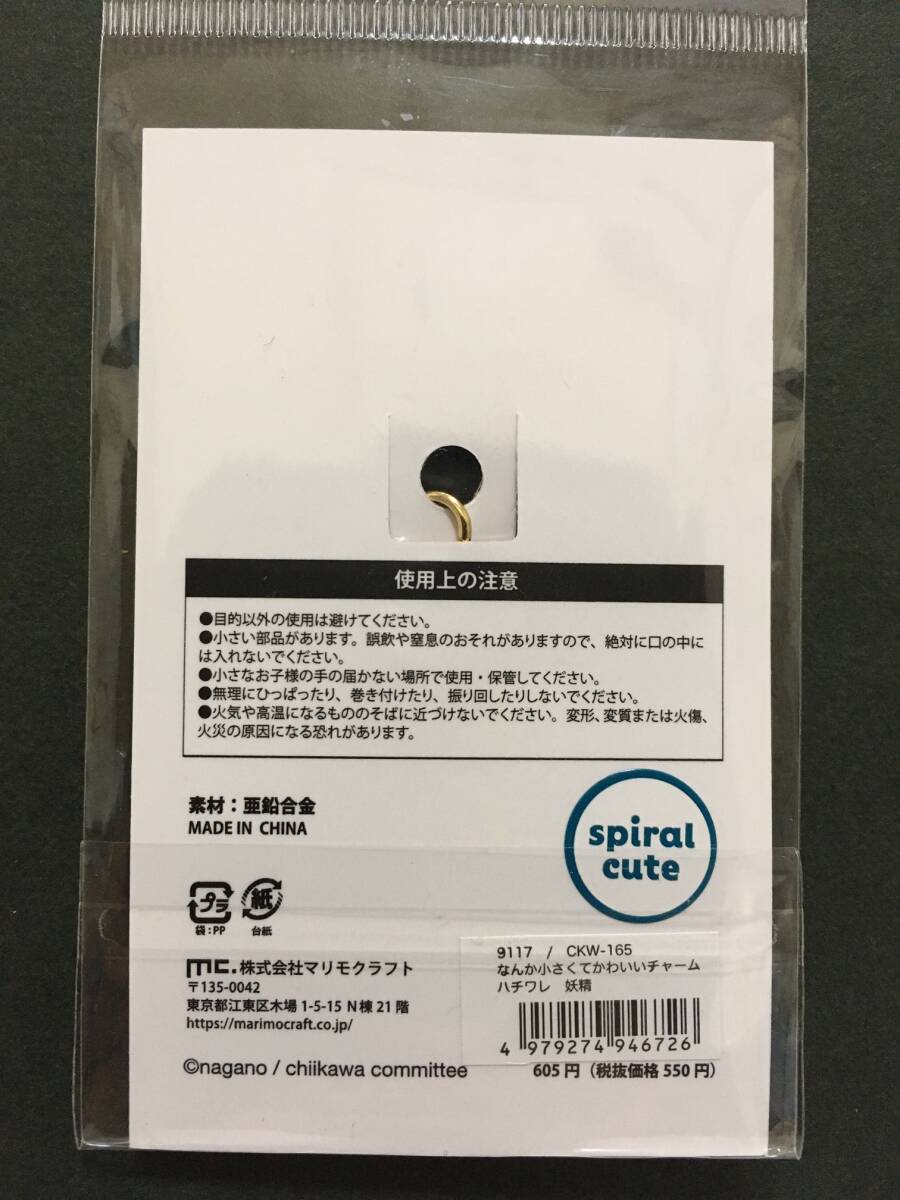 使用上の注意
●目的以外の使用は避けてください。
●小さい部品があります。誤飲や窒息のおそれがありますので、絶対に口の中に
は入れないでください。
●小さなお子様の手の届かない場所で使用・保管してください。
●無理にひっぱったり、巻き付けたり、振り回したりしないでください。
●火気や高温になるもののそばに近づけないでください。変形、変質または火傷、
火災の原因になる恐れがあります。
素材：亜鉛合金
MADE IN CHINA
spiral
cute
プラ
紙
袋：PP
台紙
mc.株式会社マリモクラフト
〒135-0042
東京都江東区木場 1-5-15 N棟 21階
https://marimocraft.co.jp/
©nagano / chiikawa committee
9117 / CKW-165
なんか小さくてかわいいチャーム
ハチワレ 妖精
4 979274 946726
605円（税抜価格 550円）